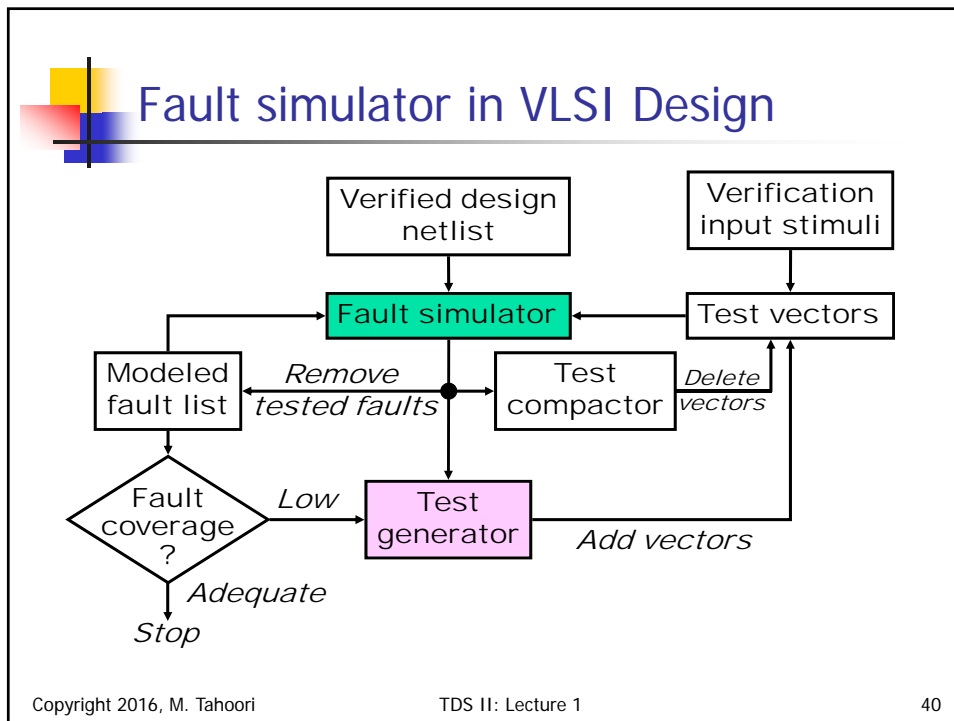 Fault simulator in VLSI Design
Verified design
netlist
Verification
input stimuli
Fault simulator
Test vectors
Modeled
fault list
Remove
tested faults
Test
compactor
Delete
vectors
Fault
coverage
?
Low
Test
generator
Add vectors
Adequate
Stop
Copyright 2016, M. Tahoori
TDS II: Lecture 1
40